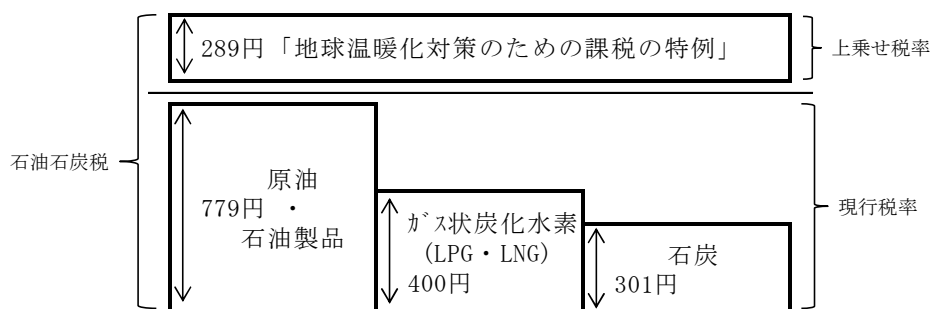 289円「地球温暖化対策のための課税の特例」
上乗せ税率
石油石炭税
原油
779円 ・
石油製品
ｶﾞｽ状炭化水素
(LPG・LNG)
400円
石炭
301円
現行税率